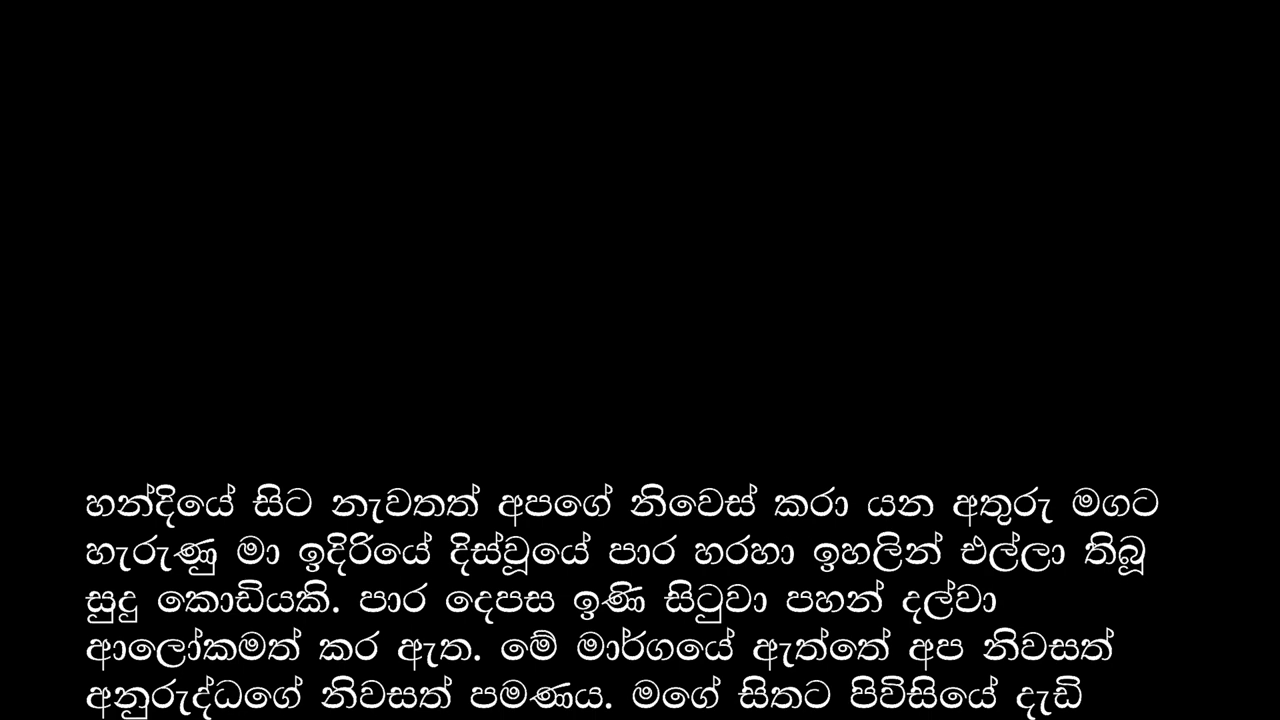 හන්දියේ සිට නැවතත් අපගේ නිවෙස් කරා යන අතුරු මගට
හැරුණු මා ඉදිරියේ දිස්වූයේ පාර හරහා ඉහලින් එල්ලා තිබූ
සුදු කොඩියකි. පාර දෙපස ඉණි සිටුවා පහන් දල්වා
ආලෝකමත් කර ඇත. මේ මාර්ගයේ ඇත්තේ අප නිවසත්
අනුරුද්ධගේ නිවසත් පමණය. මගේ සිතට පිවිසියේ දැඩි